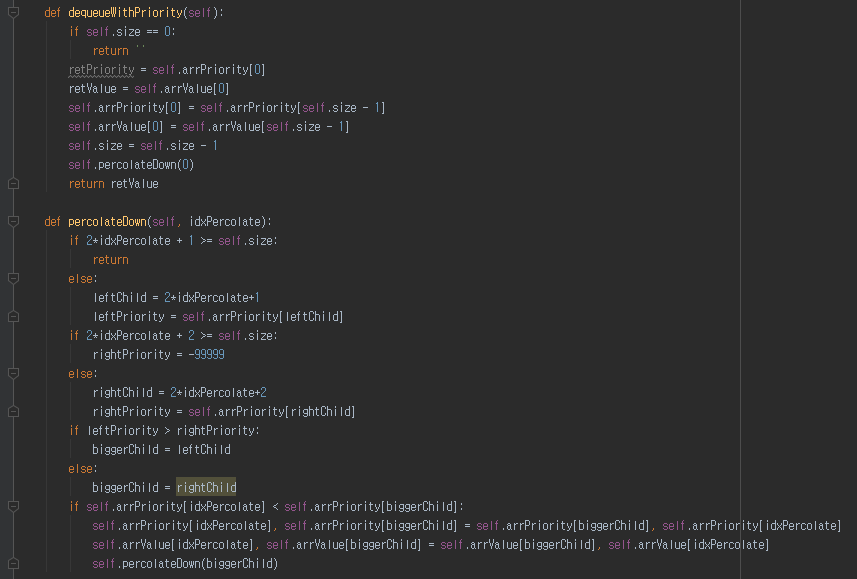 def dequeueWithPriority(self):
    if self.size == 0:
        return ''
    retPriority = self.arrPriority[0]
    retValue = self.arrValue[0]
    self.arrPriority[0] = self.arrPriority[self.size - 1]
    self.arrValue[0] = self.arrValue[self.size - 1]
    self.size = self.size - 1
    self.percolateDown(0)
    return retValue

def percolateDown(self, idxPercolate):
    if 2*idxPercolate + 1 >= self.size:
        return
    else:
        leftChild = 2*idxPercolate+1
        leftPriority = self.arrPriority[leftChild]
    if 2*idxPercolate + 2 >= self.size:
        rightPriority = -99999
    else:
        rightChild = 2*idxPercolate+2
        rightPriority = self.arrPriority[rightChild]
    if leftPriority > rightPriority:
        biggerChild = leftChild
    else:
        biggerChild = rightChild
    if self.arrPriority[idxPercolate] < self.arrPriority[biggerChild]:
        self.arrPriority[idxPercolate], self.arrPriority[biggerChild] = self.arrPriority[biggerChild], self.arrPriority[idxPercolate]
        self.arrValue[idxPercolate], self.arrValue[biggerChild] = self.arrValue[biggerChild], self.arrValue[idxPercolate]
        self.percolateDown(biggerChild)